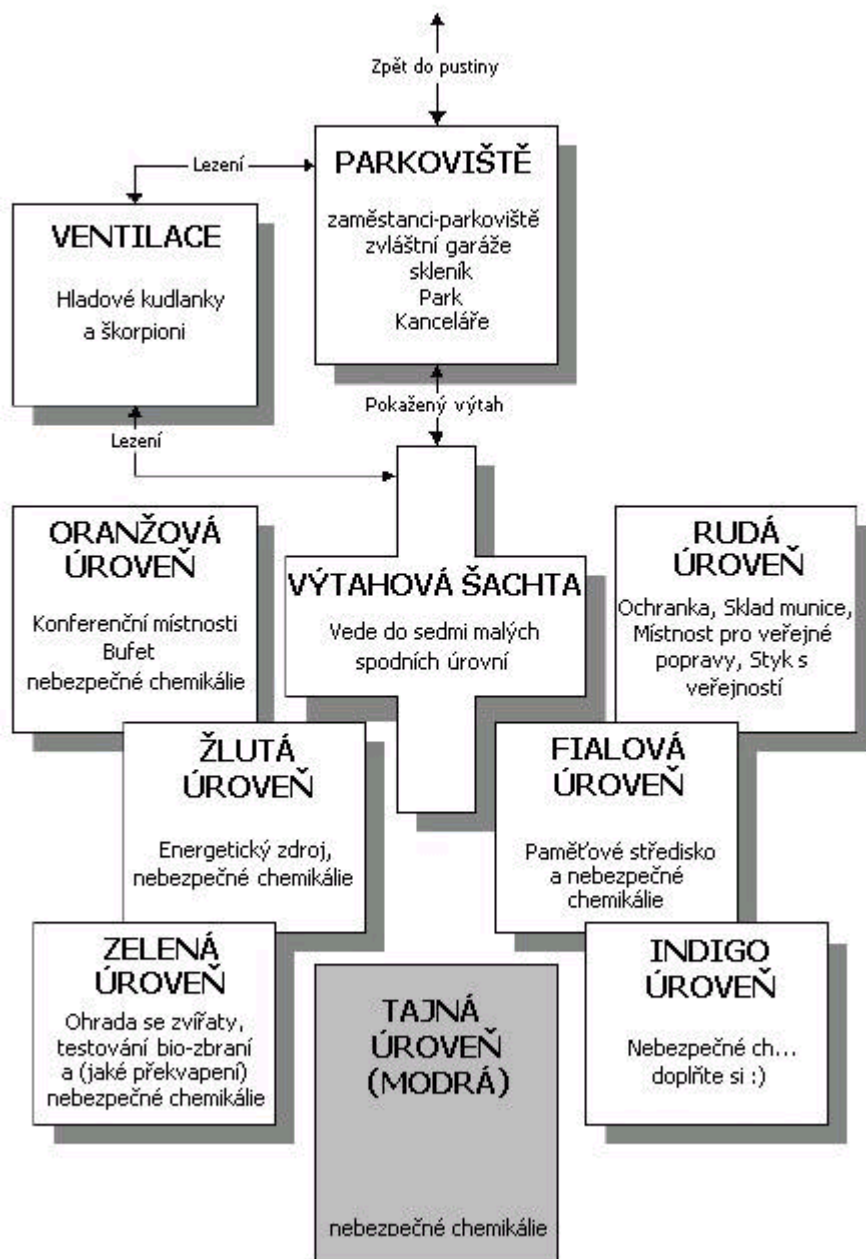 Zpět do pustiny
Lezení
PARKOVIŠTĚ
zaměstanci-parkoviště
zvláštní garáže
skleník
Park
Kanceláře
VENTILACE
Hladové kudlanky
a škorpioni
Pokažený výtah
Lezení
ORANŽOVÁ
ÚROVEŇ
Konferenční místnosti
Bufet
nebezpečné chemikálie
VÝTAHOVÁ ŠACHTA
Vede do sedmi malých
spodních úrovní
RUDÁ
ÚROVEŇ
Ochranka, Sklad munice,
Místnost pro veřejné
popravy, Styk s
veřejností
ŽLUTÁ
ÚROVEŇ
Energetický zdroj,
nebezpečné chemikálie
FIALOVÁ
ÚROVEŇ
Paměťové středisko
a nebezpečné
chemikálie
ZELENÁ
ÚROVEŇ
Ohrada se zvířaty,
testování bio-zbraní
a (jaké překvapení)
nebezpečné chemikálie
TAJNÁ
ÚROVEŇ
(MODRÁ)
nebezpečné chemikálie
INDIGO
ÚROVEŇ
Nebezpečné ch...
doplňte si :)